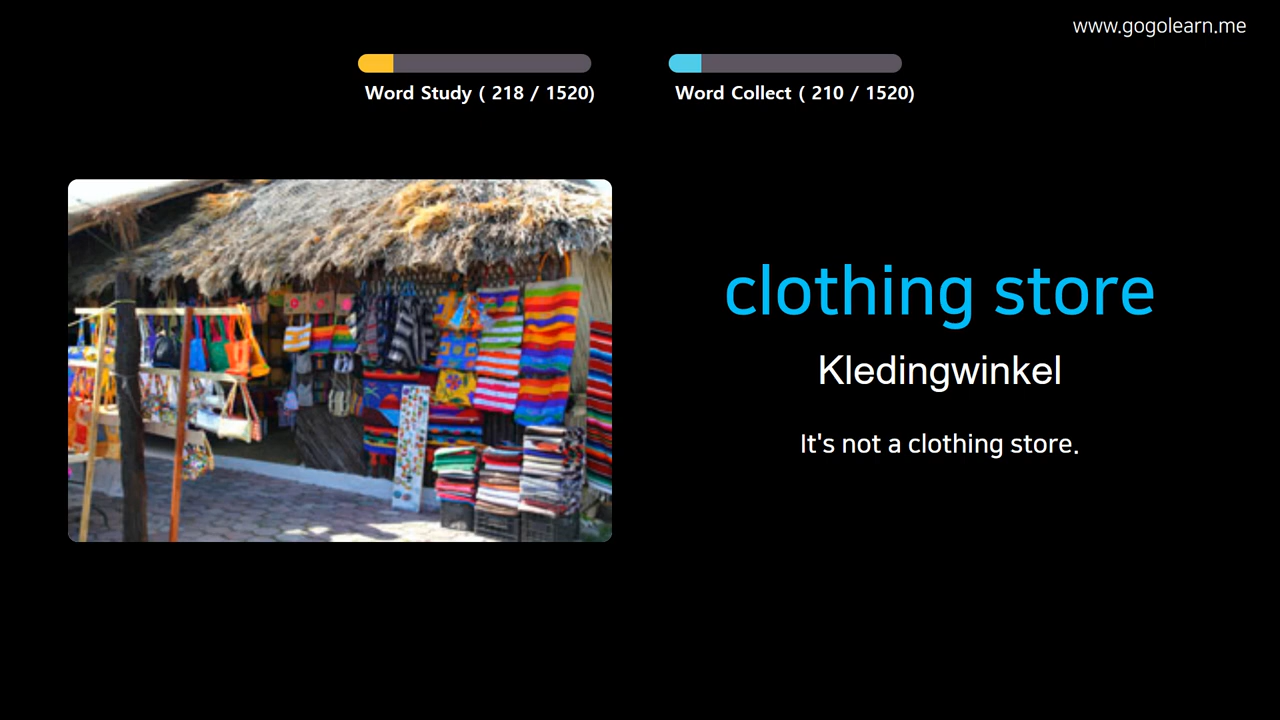 www.gogolearn.me
Word Study ( 218 / 1520)
Word Collect ( 210 / 1520)
clothing store
Kledingwinkel
It's not a clothing store.